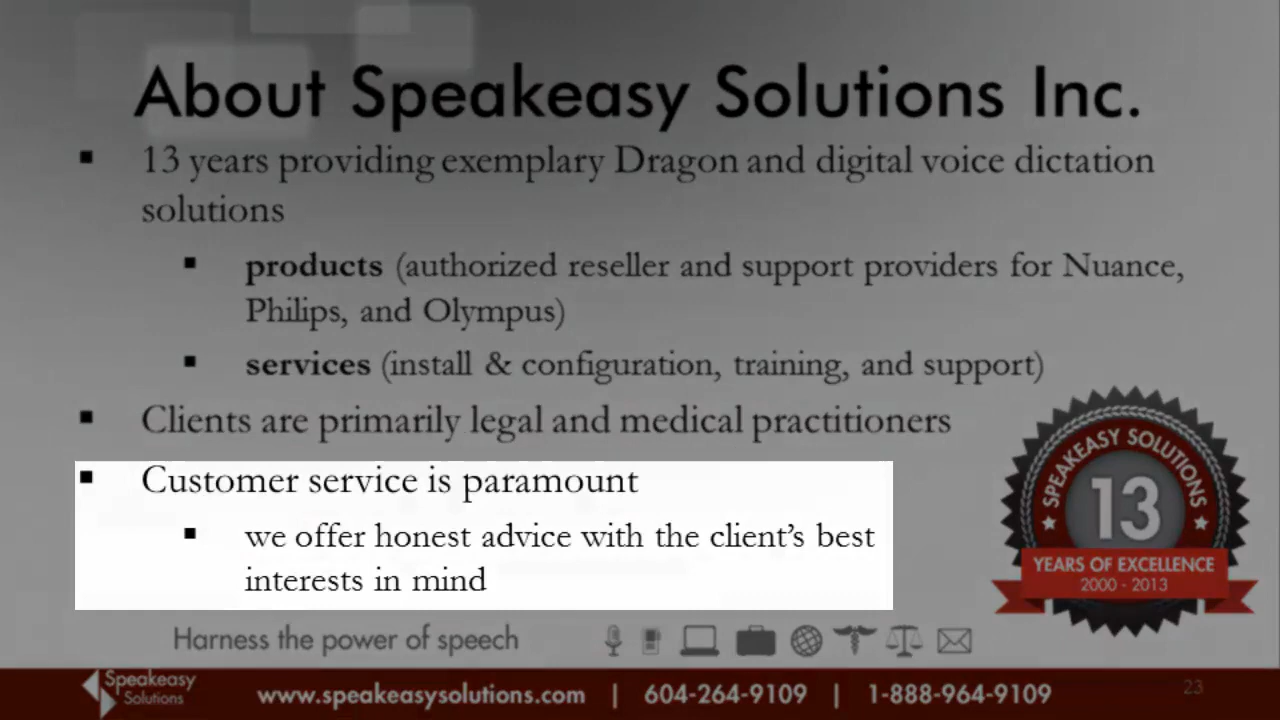 About Speakeasy Solutions Inc.
▪ 13 years providing exemplary Dragon and digital voice dictation
solutions
▪ products (authorized reseller and support providers for Nuance,
Philips, and Olympus)
▪ services (install & configuration, training, and support)
▪ Clients are primarily legal and medical practitioners
▪ Customer service is paramount
▪ we offer honest advice with the client’s best
interests in mind
SPEAKEASY SOLUTIONS
13
YEARS OF EXCELLENCE
2000 - 2013
Harness the power of speech
Speakeasy
Solutions
www.speakeasysolutions.com | 604-264-9109 | 1-888-964-9109
23